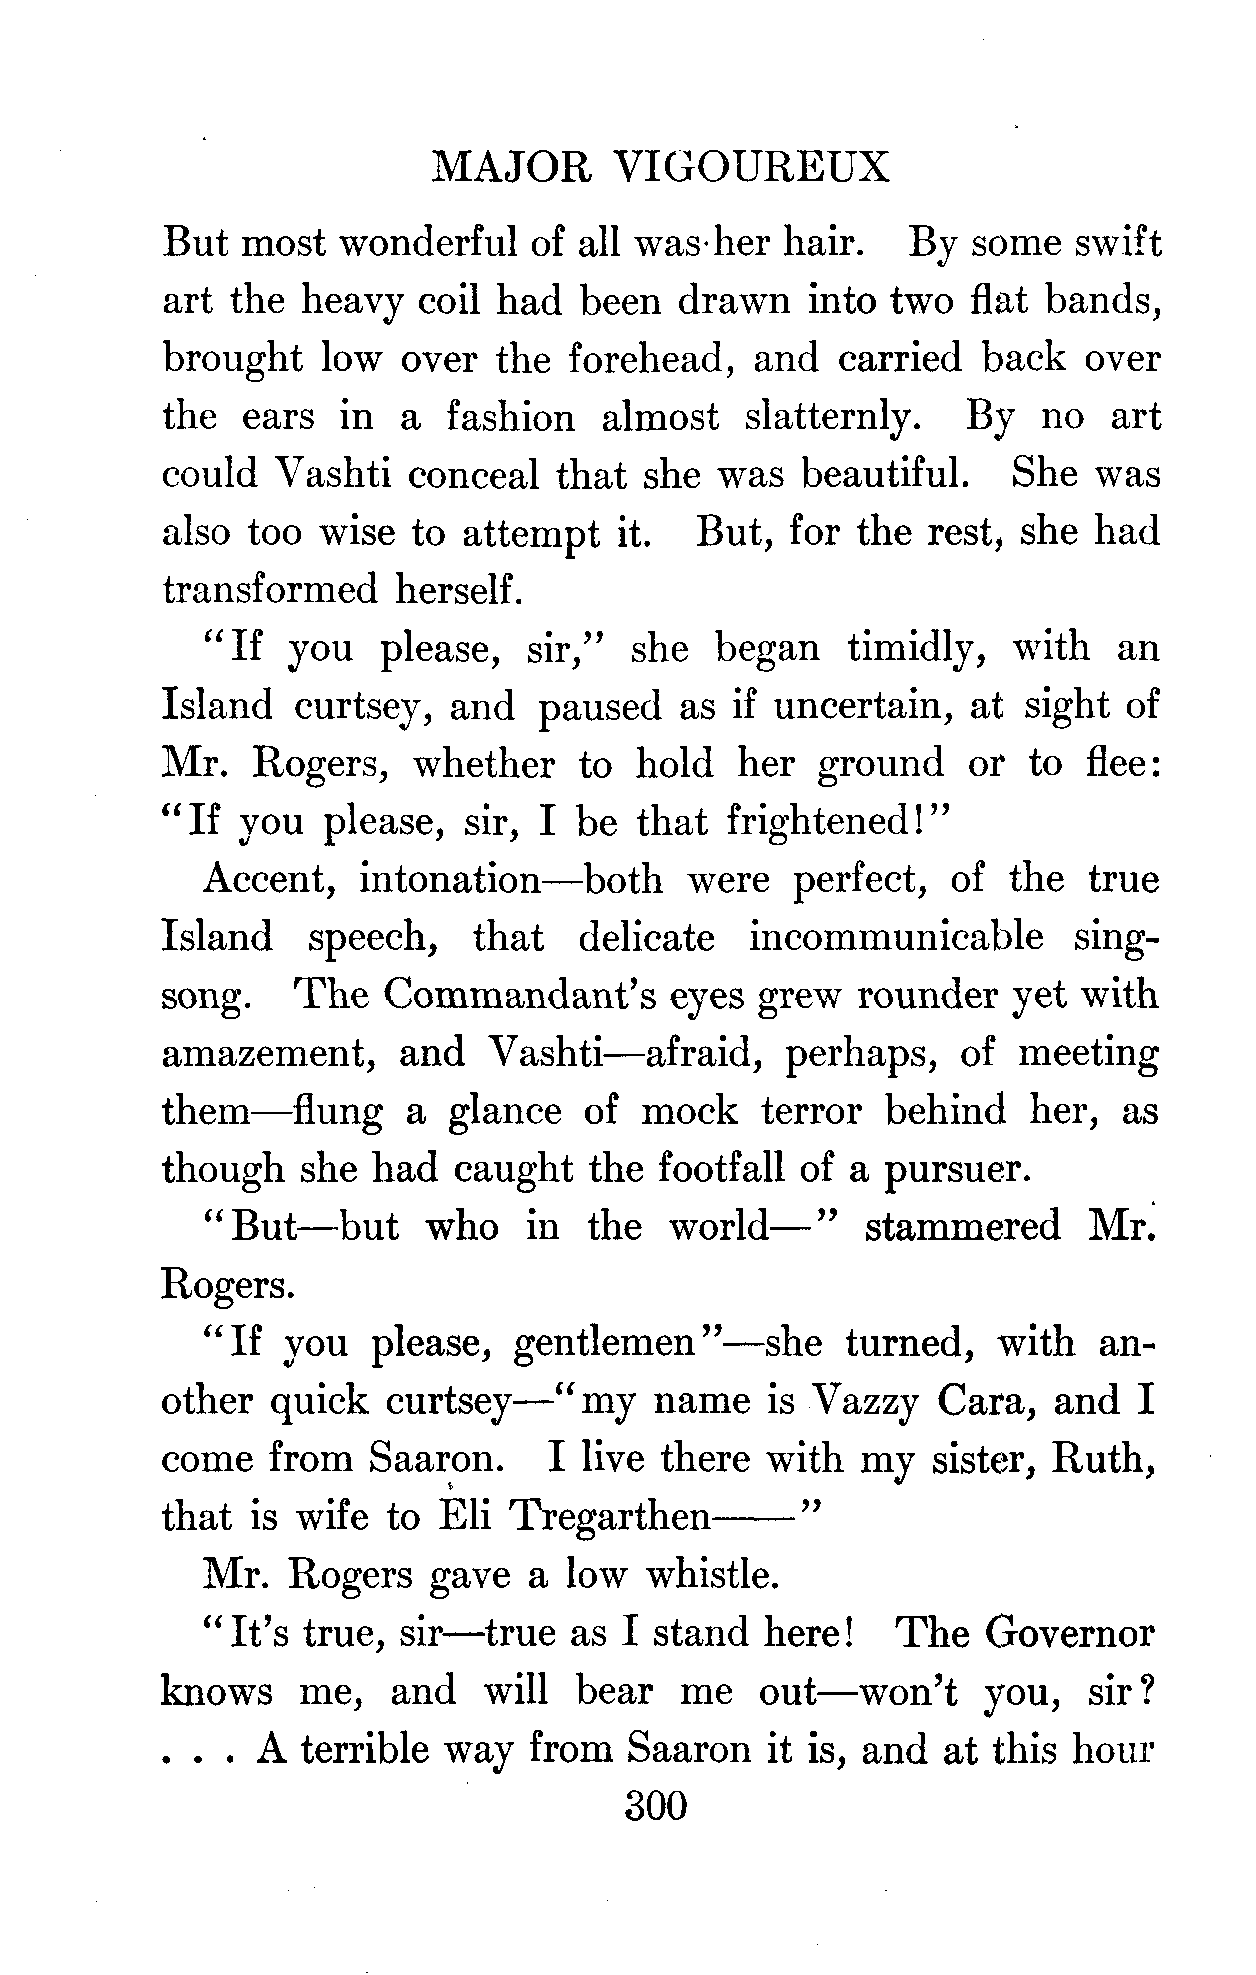 MAJOR VIGOUREUX
But most wonderful of all was her hair. By some swift
art the heavy coil had been drawn into two flat bands,
brought low over the forehead, and carried back over
the ears in a fashion almost slatternly. By no art
could Vashti conceal that she was beautiful. She was
also too wise to attempt it. But, for the rest, she had
transformed herself.
"If you please, sir," she began timidly, with an
Island curtsey, and paused as if uncertain, at sight of
Mr. Rogers, whether to hold her ground or to flee:
"If you please, sir, I be that frightened!"
Accent, intonation—both were perfect, of the true
Island speech, that delicate incommunicable sing-
song. The Commandant's eyes grew rounder yet with
amazement, and Vashti—afraid, perhaps, of meeting
them—flung a glance of mock terror behind her, as
though she had caught the footfall of a pursuer.
"But—but who in the world—" stammered Mr.
Rogers.
"If you please, gentlemen"—she turned, with an-
other quick curtsey—"my name is Vazzy Cara, and I
come from Saaron. I live there with my sister, Ruth,
that is wife to Eli Tregarthen——"
Mr. Rogers gave a low whistle.
"It's true, sir—true as I stand here! The Governor
knows me, and will bear me out—won't you, sir?
. . . A terrible way from Saaron it is, and at this hour
300